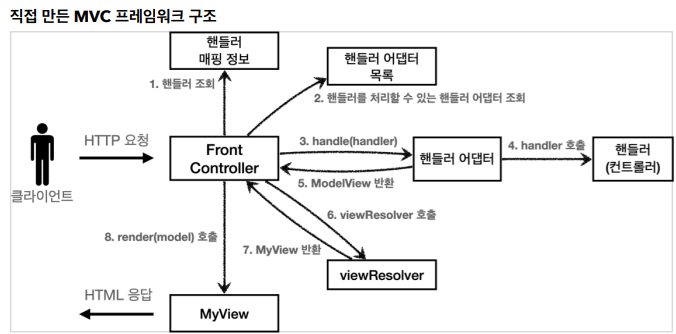 직접 만든 MVC 프레임워크 구조
핸들러
매핑 정보
핸들러 어댑터
목록
1. 핸들러 조회
2. 핸들러를 처리할 수 있는 핸들러 어댑터 조회
HTTP 요청
Front
Controller
3. handle(handler)
핸들러 어댑터
4. handler 호출
핸들러
(컨트롤러)
5. ModelView 반환
클라이언트
6. viewResolver 호출
8. render(model) 호출
7. MyView 반환
viewResolver
HTML 응답
MyView